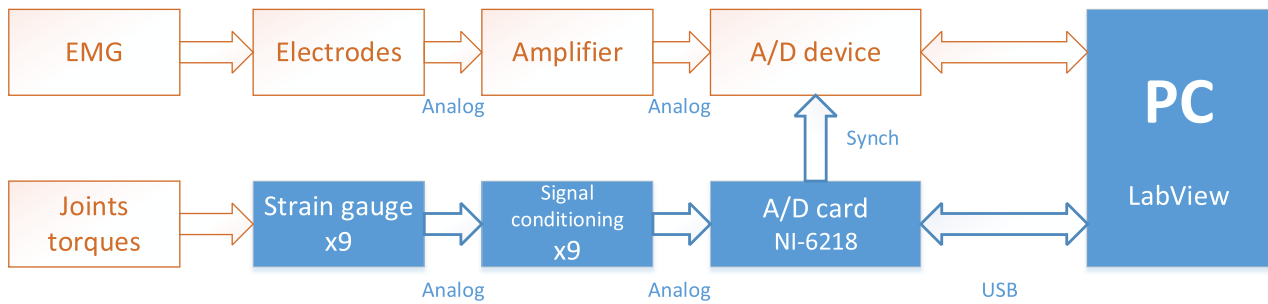 EMG
Electrodes
Amplifier
A/D device
PC
LabView
Analog
Analog
Synch
Joints
torques
Strain gauge
x9
Signal
conditioning
x9
A/D card
NI-6218
Analog
Analog
USB